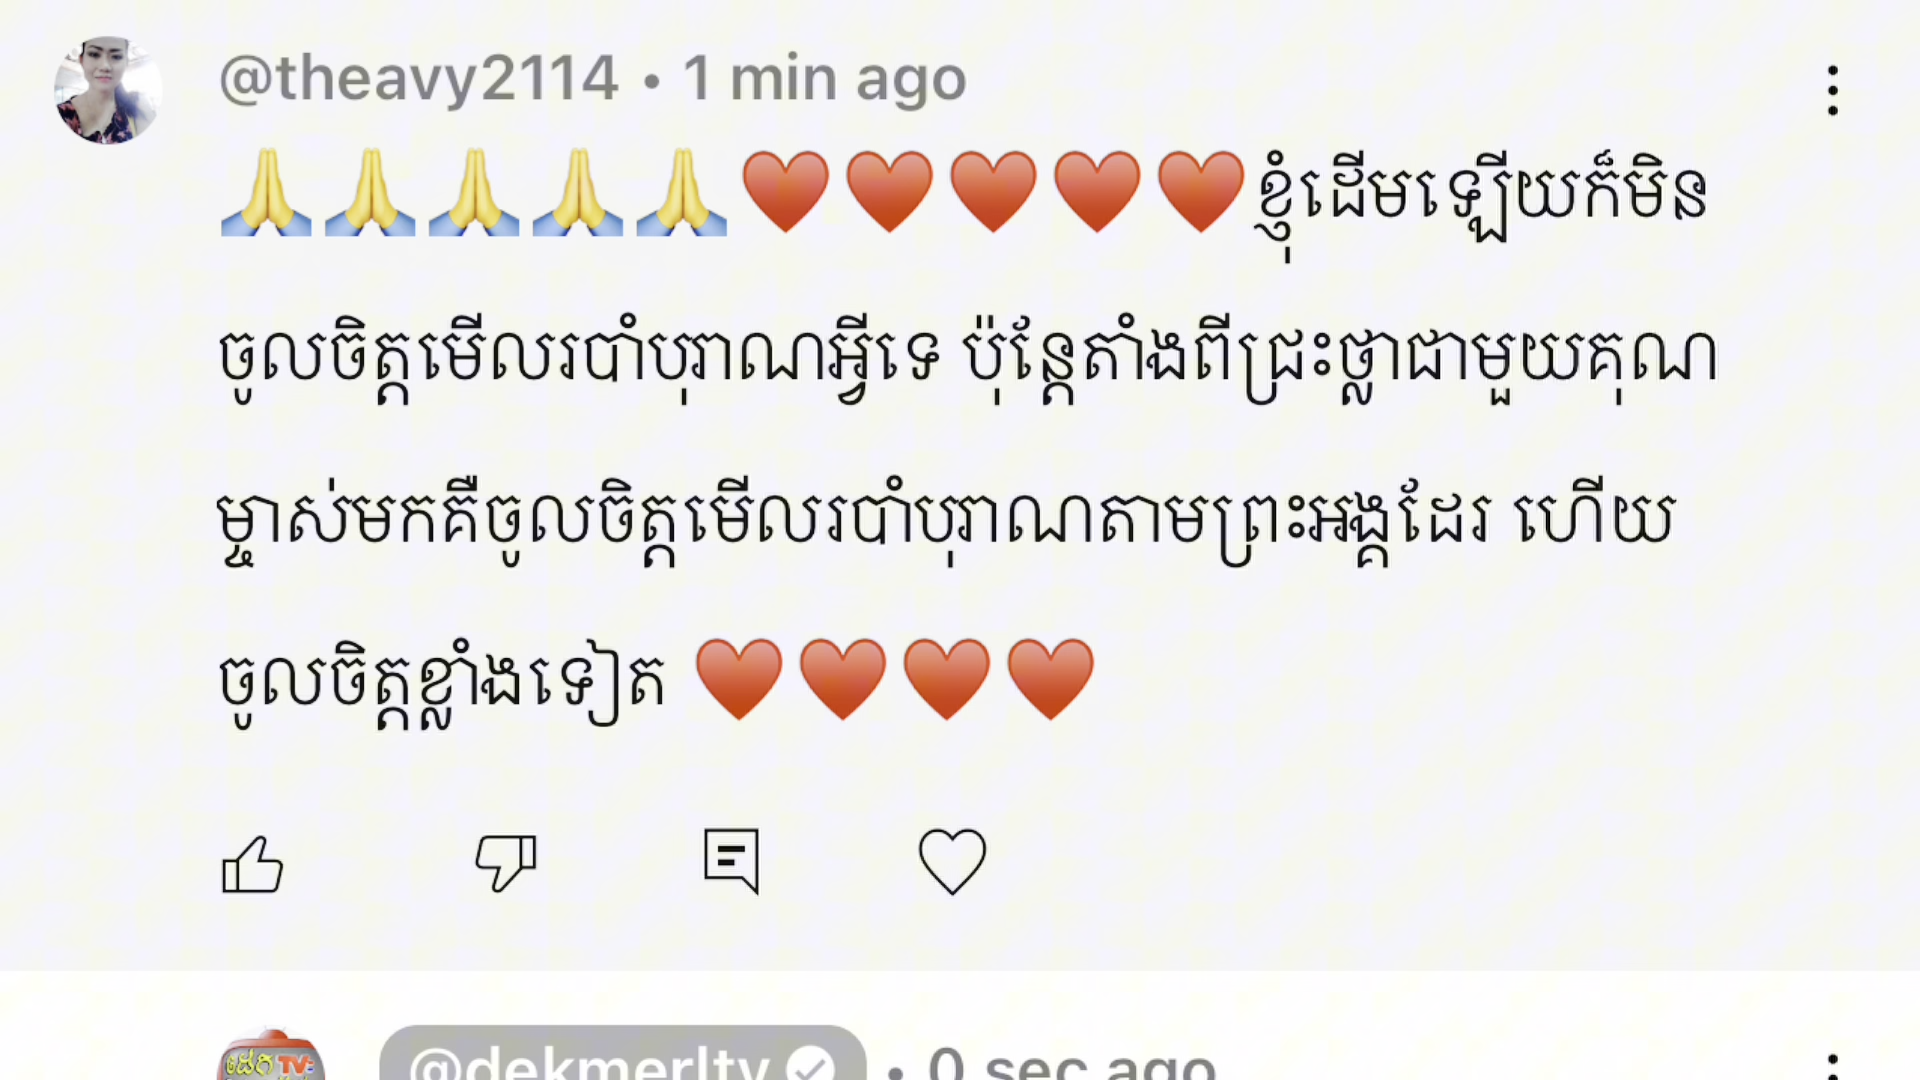 @theavy2114 • 1 min ago
🙏🙏🙏🙏🙏❤️❤️❤️❤️❤️ខ្ញុំដើមឡើយក៏មិន
ចូលចិត្តមើលរបាំបុរាណអ្វីទេ ប៉ុន្តែតាំងពីជ្រះថ្លាជាមួយគុណ
ម្ចាស់មកគឺចូលចិត្តមើលរបាំបុរាណតាមព្រះអង្គដែរ ហើយ
ចូលចិត្តខ្លាំងទៀត ❤️❤️❤️❤️
@dekmerltv • 0 sec ago